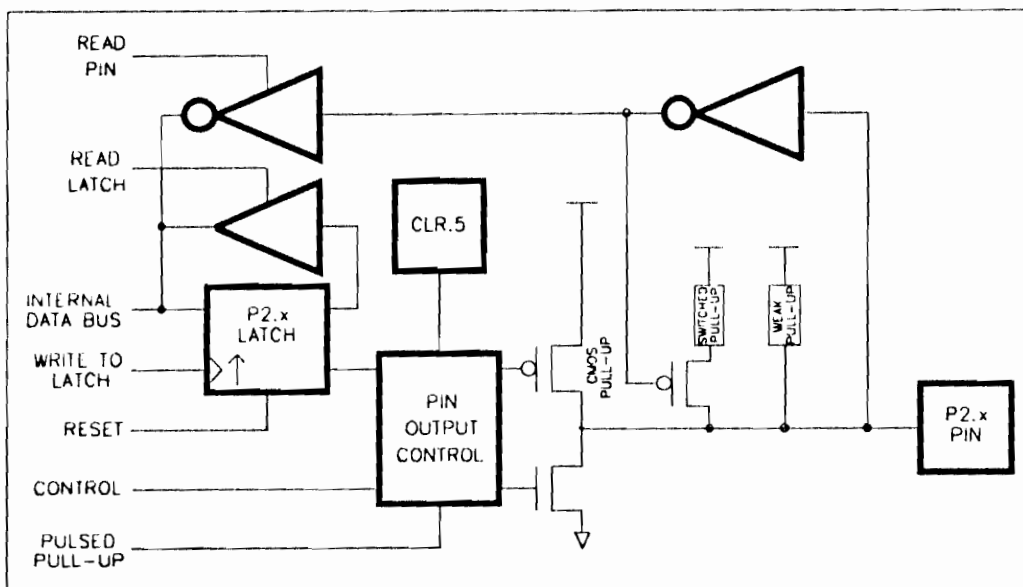 READ
PIN
READ
LATCH
CLR.5
INTERNAL
DATA BUS
P2.x
LATCH
WRITE TO
LATCH
RESET
PIN
OUTPUT
CONTROL
CONTROL
PULSED
PULL-UP
CMOS
PULL-UP
SWITCHED
PULL-UP
WEAK
PULL-UP
P2.x
PIN